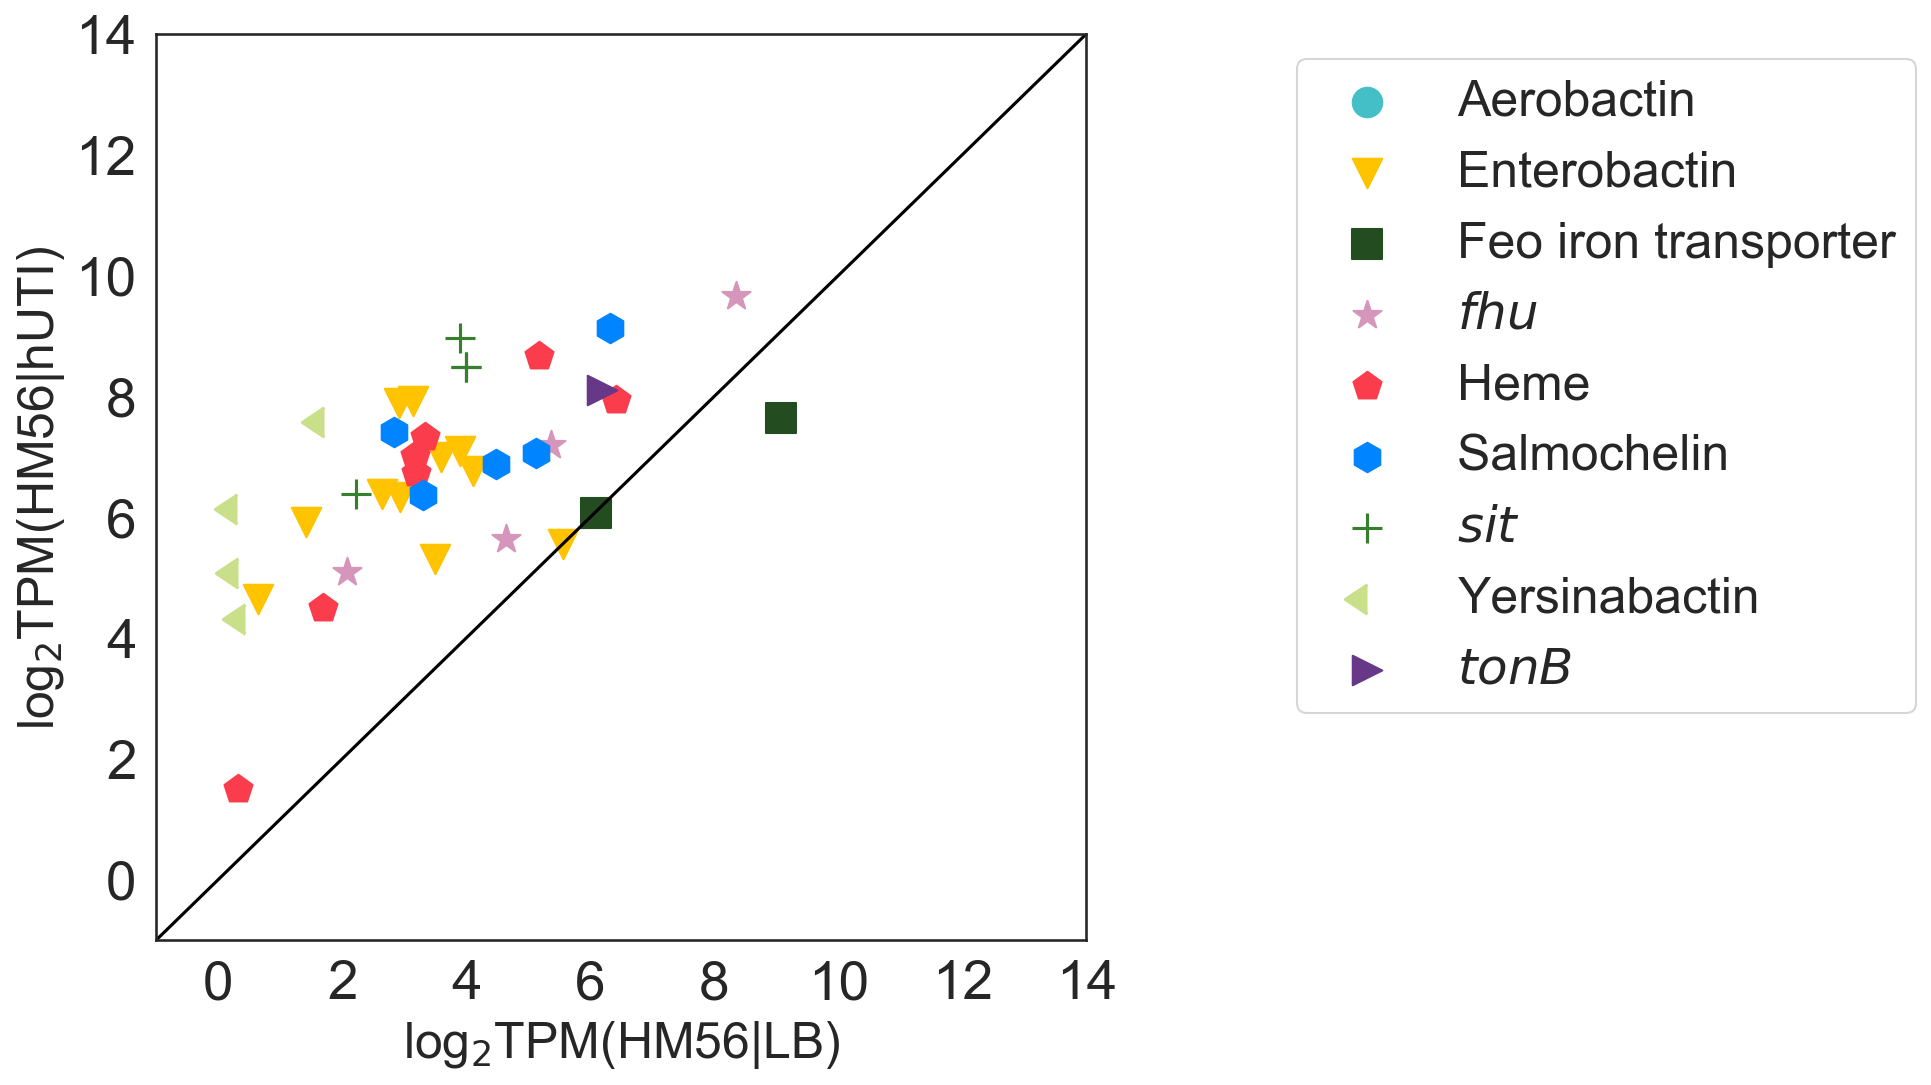 14
12
10
8
6
4
2
0
0 2 4 6 8 10 12 14
log₂TPM(HM56|hUTI)
log₂TPM(HM56|LB)
Aerobactin
Enterobactin
Feo iron transporter
fhu
Heme
Salmochelin
sit
Yersinabactin
tonB